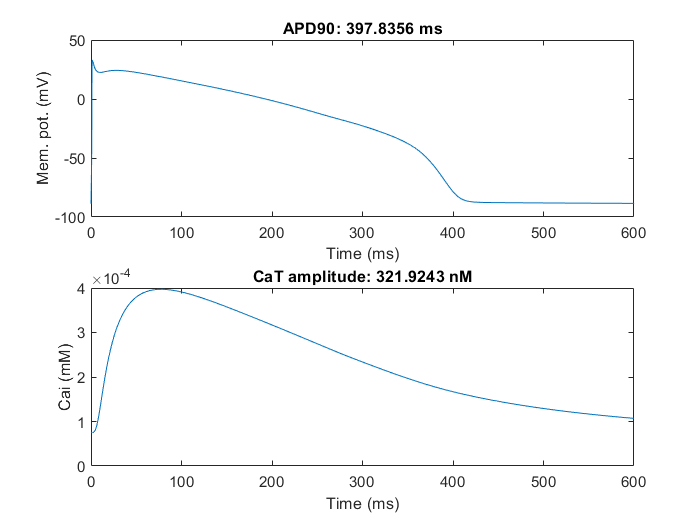 APD90: 397.8356 ms
50
0
-50
-100
Mem. pot. (mV)
0 100 200 300 400 500 600
Time (ms)
CaT amplitude: 321.9243 nM
×10-4
4
3
2
1
0
Cai (mM)
0 100 200 300 400 500 600
Time (ms)